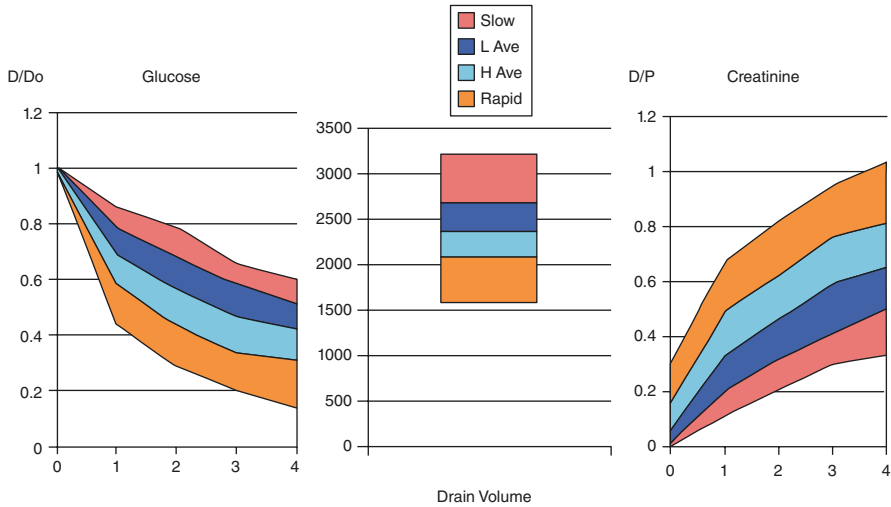 Slow
L Ave
H Ave
Rapid
D/Do Glucose
1.2
1
0.8
0.6
0.4
0.2
0
0 1 2 3 4
3500
3000
2500
2000
1500
1000
500
0
Drain Volume
D/P Creatinine
1.2
1
0.8
0.6
0.4
0.2
0
0 1 2 3 4